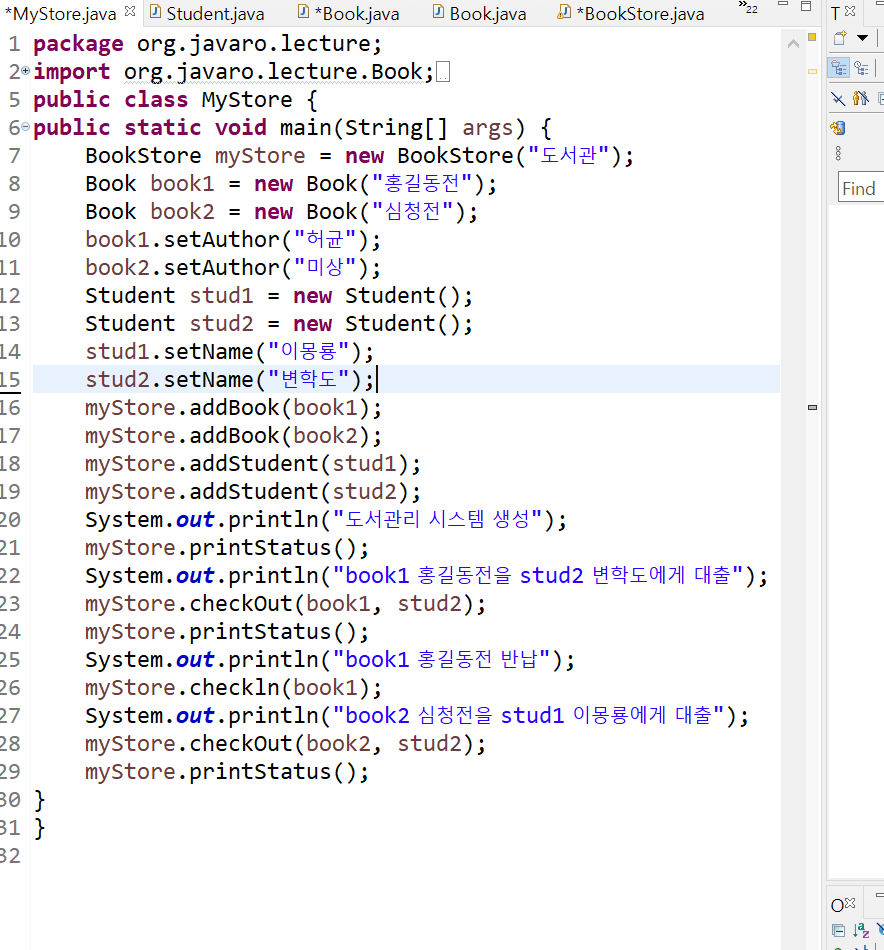 *MyStore.java Student.java *Book.java Book.java *BookStore.java »22 T
1 package org.javaro.lecture;
2 import org.javaro.lecture.Book;
5 public class MyStore {
6 public static void main(String[] args) {
7 BookStore myStore = new BookStore("도서관");
8 Book book1 = new Book("홍길동전");
9 Book book2 = new Book("심청전");
10 book1.setAuthor("허균");
11 book2.setAuthor("미상");
12 Student stud1 = new Student();
13 Student stud2 = new Student();
14 stud1.setName("이몽룡");
15 stud2.setName("변학도");
16 myStore.addBook(book1);
17 myStore.addBook(book2);
18 myStore.addStudent(stud1);
19 myStore.addStudent(stud2);
20 System.out.println("도서관리 시스템 생성");
21 myStore.printStatus();
22 System.out.println("book1 홍길동전을 stud2 변학도에게 대출");
23 myStore.checkOut(book1, stud2);
24 myStore.printStatus();
25 System.out.println("book1 홍길동전 반납");
26 myStore.checkln(book1);
27 System.out.println("book2 심청전을 stud1 이몽룡에게 대출");
28 myStore.checkOut(book2, stud2);
29 myStore.printStatus();
30 }
31 }
32
Find
O